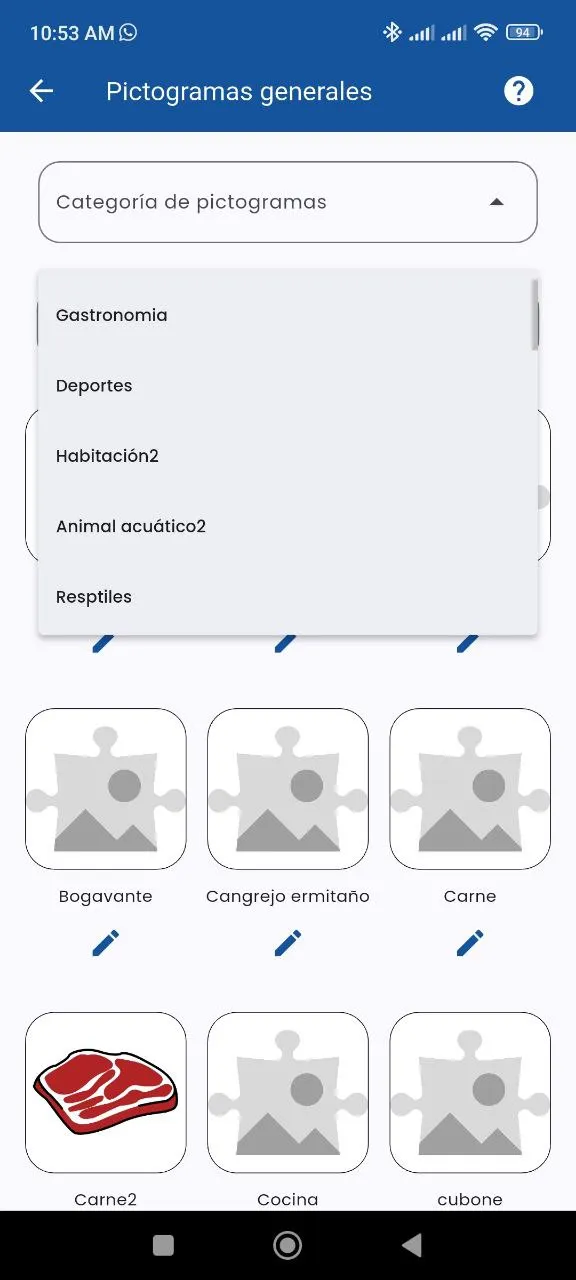 10:53 AM
94
Pictogramas generales
?
Categoría de pictogramas
Gastronomia
Deportes
Habitación2
Animal acuático2
Resptiles
Bogavante
Cangrejo ermitaño
Carne
Carne2
Cocina
cubone